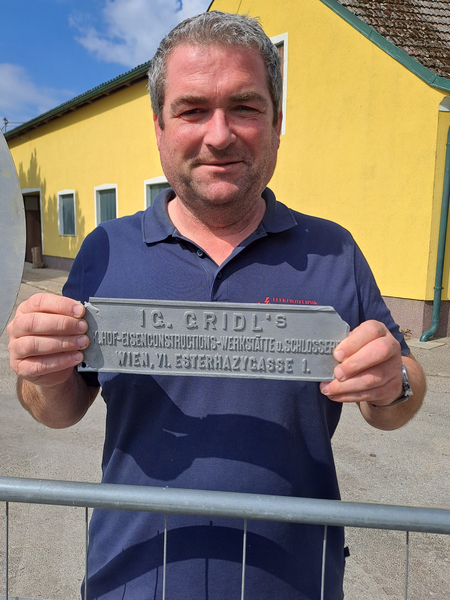 IG. GRIDL's
K. HOF-EISENCONSTRUCTIONS-WERKSTÄTTE U. SCHLOSSEREI
WIEN, VI. ESTERHAZYGASSE 1.